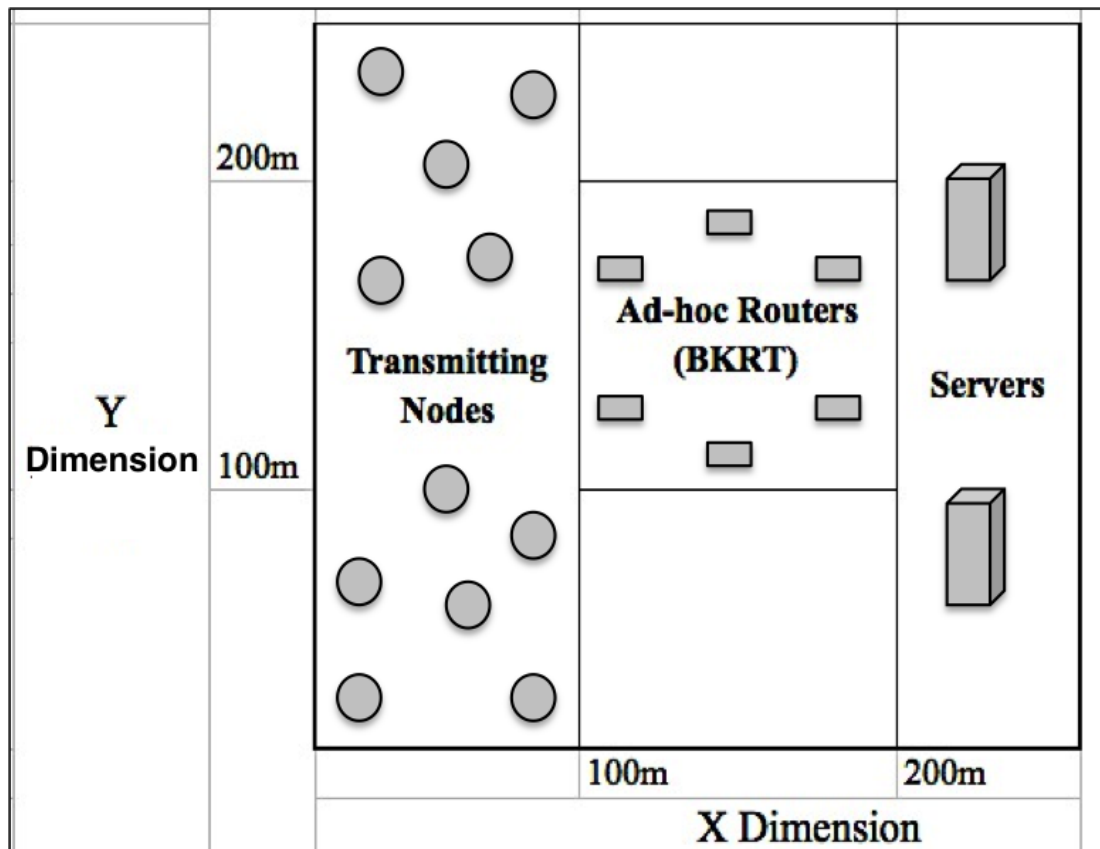 200m
Ad-hoc Routers
(BKRT)
Transmitting
Nodes
Servers
Y
Dimension
100m
100m
200m
X Dimension